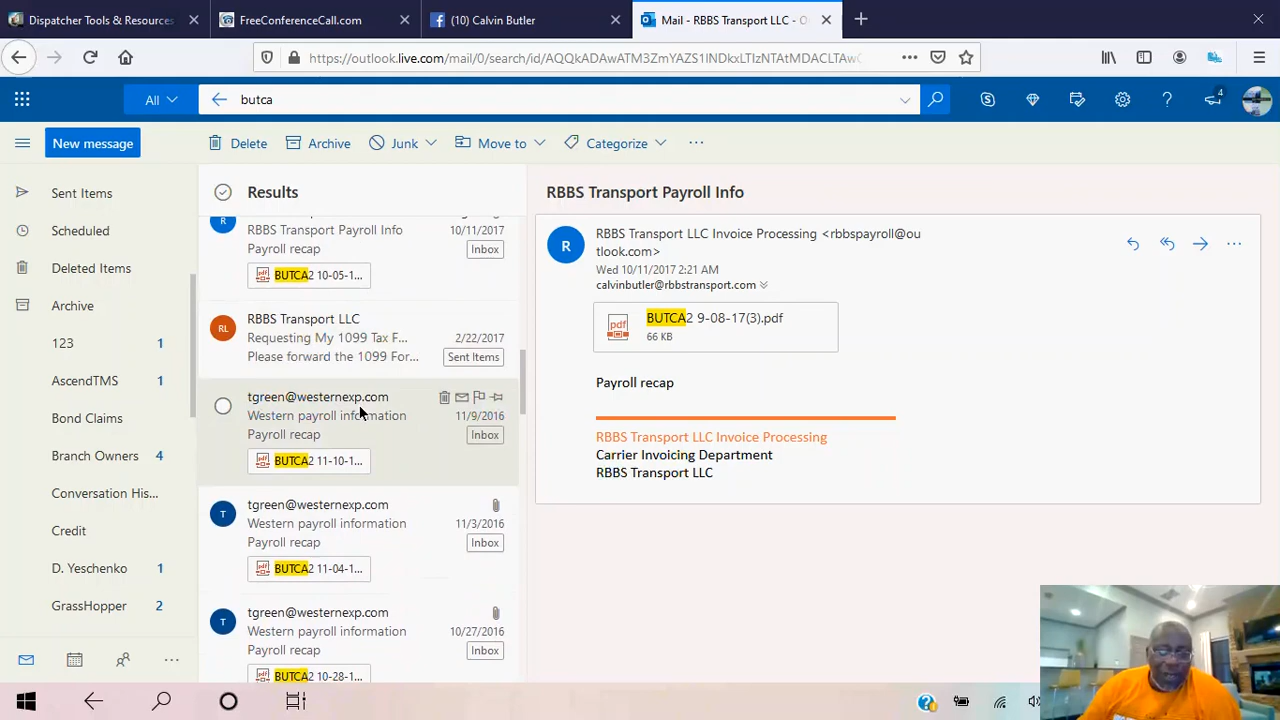 Dispatcher Tools & Resources
FreeConferenceCall.com
(10) Calvin Butler
Mail - RBBS Transport LLC - O
https://outlook.live.com/mail/0/search/id/AQQkADAwATM3ZmYAZS1INDkxLTIzNTAtMDACLTAw
All
butca
4
New message
Delete
Archive
Junk
Move to
Categorize
Sent Items
Scheduled
Deleted Items
Archive
123 1
AscendTMS 1
Bond Claims
Branch Owners 4
Conversation His...
Credit
D. Yeschenko 1
GrassHopper 2
Results
R
RBBS Transport Payroll Info 10/11/2017
Payroll recap Inbox
BUTCA2 10-05-1...
RL
RBBS Transport LLC
Requesting My 1099 Tax F... 2/22/2017
Please forward the 1099 For... Sent Items
tgreen@westernexp.com
Western payroll information 11/9/2016
Payroll recap Inbox
BUTCA2 11-10-1...
T
tgreen@westernexp.com
Western payroll information 11/3/2016
Payroll recap Inbox
BUTCA2 11-04-1...
T
tgreen@westernexp.com
Western payroll information 10/27/2016
Payroll recap Inbox
BUTCA2 10-28-1...
RBBS Transport Payroll Info
R
RBBS Transport LLC Invoice Processing <rbbspayroll@ou
tlook.com>
Wed 10/11/2017 2:21 AM
calvinbutler@rbbstransport.com
pdf
BUTCA2 9-08-17(3).pdf
66 KB
Payroll recap
RBBS Transport LLC Invoice Processing
Carrier Invoicing Department
RBBS Transport LLC